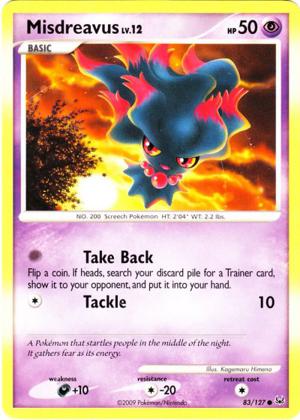 Misdreavus LV.12 HP 50
BASIC
NO. 200 Screech Pokémon HT. 2'04" WT. 2.2 lbs.
Take Back
Flip a coin. If heads, search your discard pile for a Trainer card,
show it to your opponent, and put it into your hand.
Tackle 10
A Pokémon that startles people in the middle of the night.
It gathers fear as its energy.
Illus. Kagemaru Himeno
weakness resistance retreat cost
+10 -20
©2009 Pokémon/Nintendo 83/127